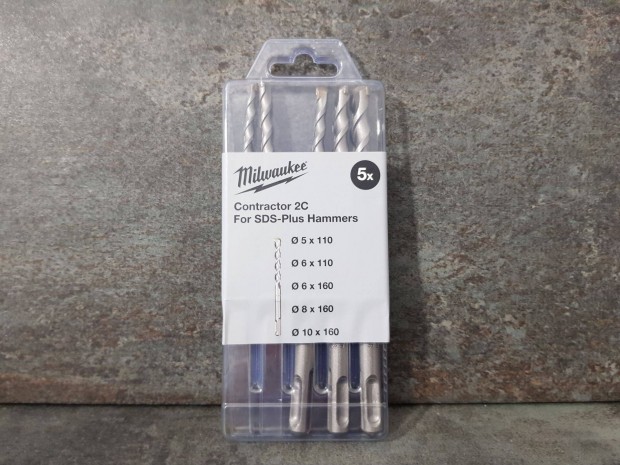 Milwaukee
5x
Contractor 2C
For SDS-Plus Hammers
Ø 5 x 110
Ø 6 x 110
Ø 6 x 160
Ø 8 x 160
Ø 10 x 160